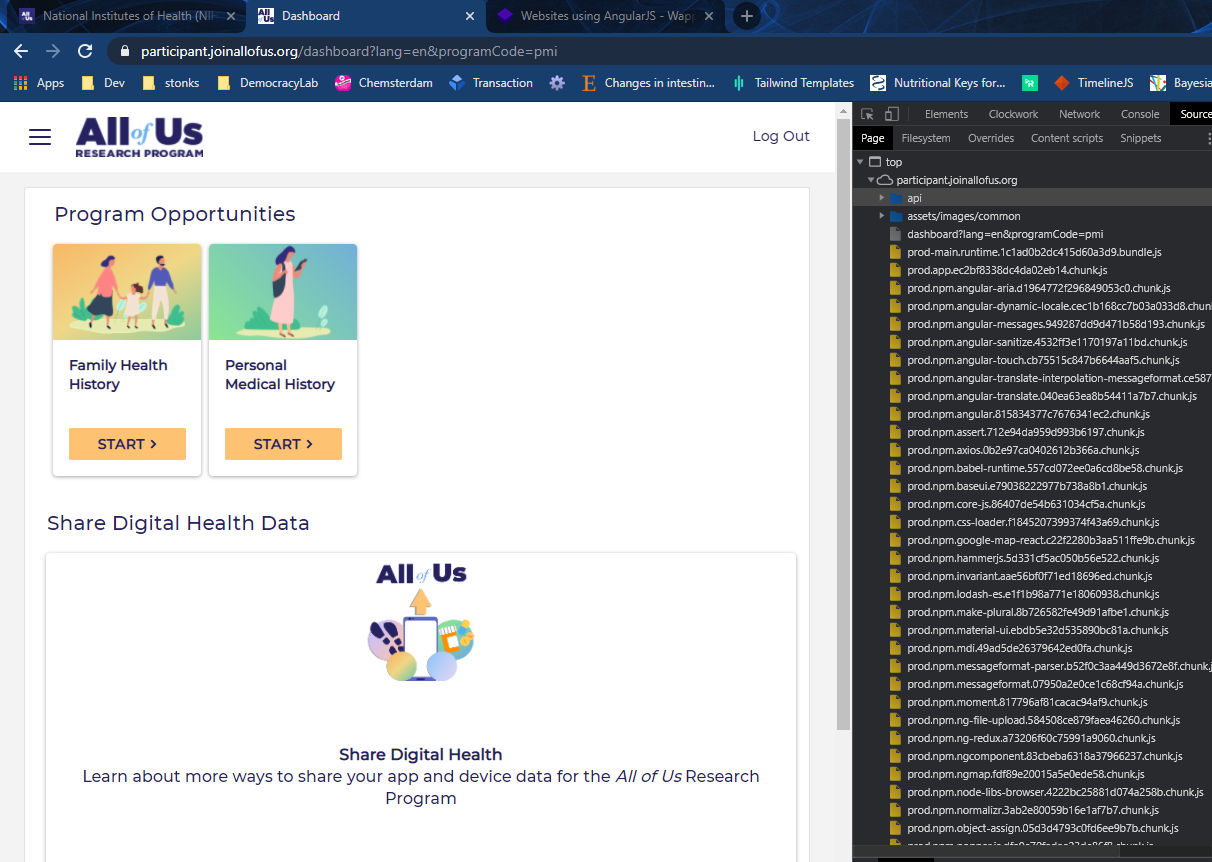 National Institutes of Health (NIH
Dashboard
Websites using AngularJS - Wapp
participant.joinallofus.org/dashboard?lang=en&programCode=pmi
Apps
Dev
stonks
DemocracyLab
Chemsterdam
Transaction
Changes in intestin...
Tailwind Templates
Nutritional Keys for...
TimelineJS
Bayesia
All of Us
RESEARCH PROGRAM
Log Out
Program Opportunities
Family Health
History
START >
Personal
Medical History
START >
Share Digital Health Data
All of Us
Share Digital Health
Learn about more ways to share your app and device data for the All of Us Research
Program
Elements
Clockwork
Network
Console
Source
Page
Filesystem
Overrides
Content scripts
Snippets
top
participant.joinallofus.org
api
assets/images/common
dashboard?lang=en&programCode=pmi
prod-main.runtime.1c1ad0b2dc415d60a3d9.bundle.js
prod.app.ec2bf8338dc4da02eb14.chunk.js
prod.npm.angular-aria.d1964772f296849053c0.chunk.js
prod.npm.angular-dynamic-locale.cec1b168cc7b03a033d8.chun
prod.npm.angular-messages.949287dd9d471b58d193.chunk.js
prod.npm.angular-sanitize.4532ff3e1170197a11bd.chunk.js
prod.npm.angular-touch.cb75515c847b6644aaf5.chunk.js
prod.npm.angular-translate-interpolation-messageformat.ce587
prod.npm.angular-translate.040ea63ea8b54411a7b7.chunk.js
prod.npm.angular.815834377c7676341ec2.chunk.js
prod.npm.assert.712e94da959d993b6197.chunk.js
prod.npm.axios.0b2e97ca0402612b366a.chunk.js
prod.npm.babel-runtime.557cd072ee0a6cd8be58.chunk.js
prod.npm.baseui.e79038222977b738a8b1.chunk.js
prod.npm.core-js.86407de54b631034cf5a.chunk.js
prod.npm.css-loader.f1845207399374f43a69.chunk.js
prod.npm.google-map-react.c22f2280b3aa511ffe9b.chunk.js
prod.npm.hammerjs.5d331cf5ac050b56e522.chunk.js
prod.npm.invariant.aae56bf0f71ed18696ed.chunk.js
prod.npm.lodash-es.e1f1b98a771e18060938.chunk.js
prod.npm.make-plural.8b726582fe49d91afbe1.chunk.js
prod.npm.material-ui.ebdb5e32d535890bc81a.chunk.js
prod.npm.mdi.49ad5de26379642ed0fa.chunk.js
prod.npm.messageformat-parser.b52f0c3aa449d3672e8f.chunk.j
prod.npm.messageformat.07950a2e0ce1c68cf94a.chunk.js
prod.npm.moment.817796af81cacac94af9.chunk.js
prod.npm.ng-file-upload.584508ce879faea46260.chunk.js
prod.npm.ng-redux.a73206f60c75991a9060.chunk.js
prod.npm.ngcomponent.83cbeba6318a37966237.chunk.js
prod.npm.ngmap.fdf89e20015a5e0ede58.chunk.js
prod.npm.node-libs-browser.4222bc25881d074a258b.chunk.js
prod.npm.normalizr.3ab2e80059b16e1af7b7.chunk.js
prod.npm.object-assign.05d3d4793c0fd6ee9b7b.chunk.js